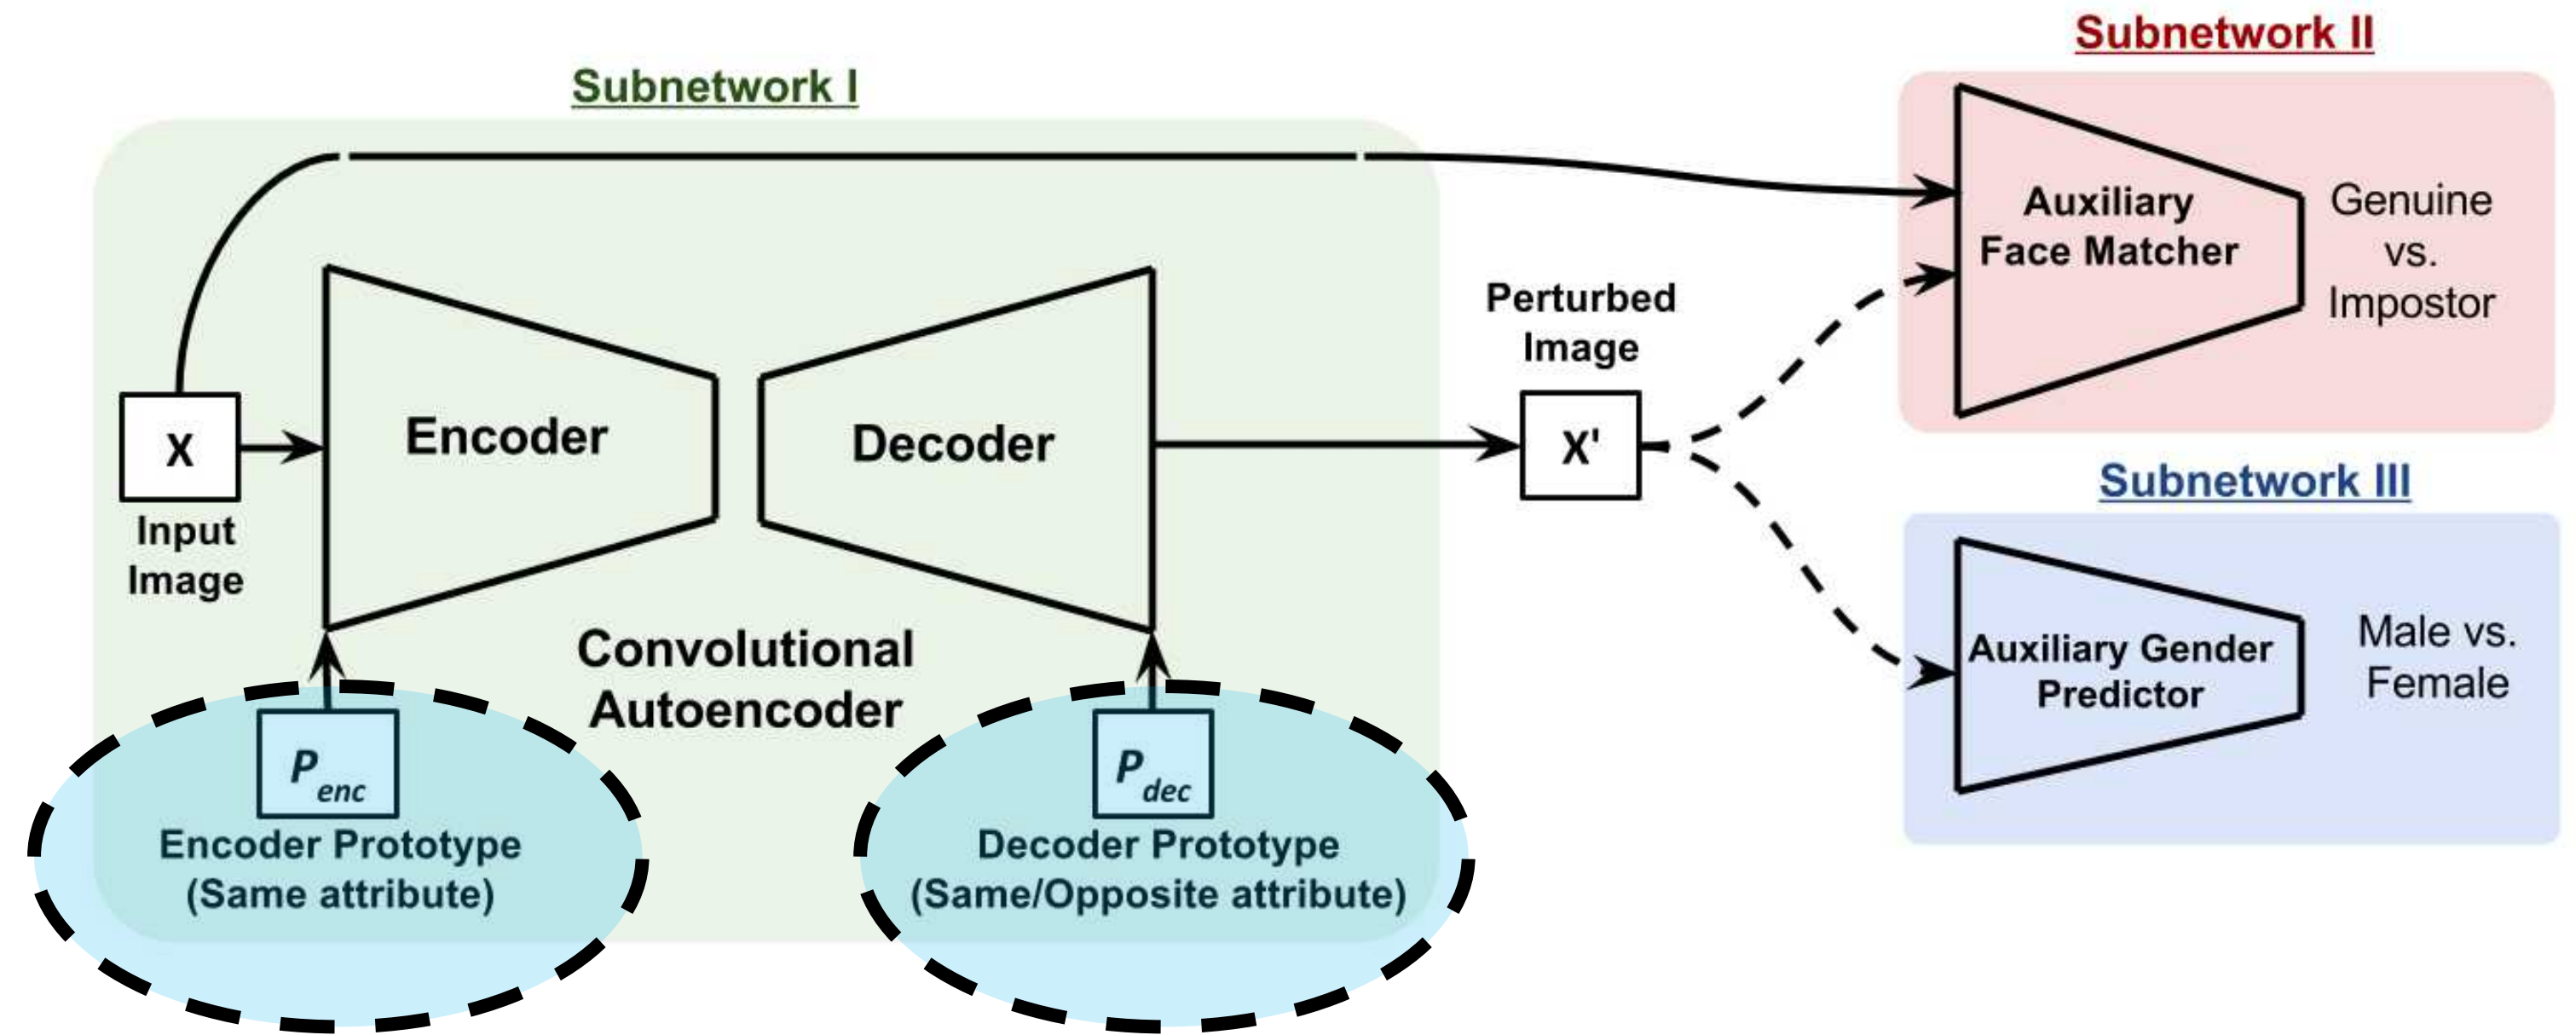 Subnetwork I
Subnetwork II
Auxiliary
Face Matcher
Genuine
vs.
Impostor
X
Input
Image
Encoder
Decoder
Convolutional
Autoencoder
Perturbed
Image
X'
Subnetwork III
Auxiliary Gender
Predictor
Male vs.
Female
P enc
Encoder Prototype
(Same attribute)
P dec
Decoder Prototype
(Same/Opposite attribute)